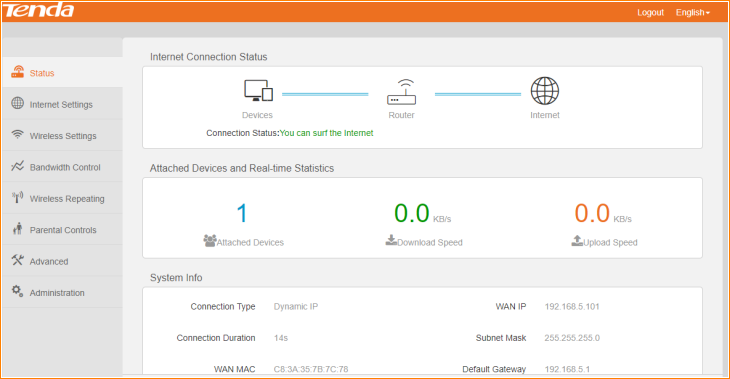 Tenda
Logout English
Status
Internet Settings
Wireless Settings
Bandwidth Control
Wireless Repeating
Parental Controls
Advanced
Administration
Internet Connection Status
Devices Router Internet
Connection Status:You can surf the Internet
Attached Devices and Real-time Statistics
1 0.0 KB/s 0.0 KB/s
Attached Devices Download Speed Upload Speed
System Info
Connection Type Dynamic IP WAN IP 192.168.5.101
Connection Duration 14s Subnet Mask 255.255.255.0
WAN MAC C8:3A:35:7B:7C:78 Default Gateway 192.168.5.1